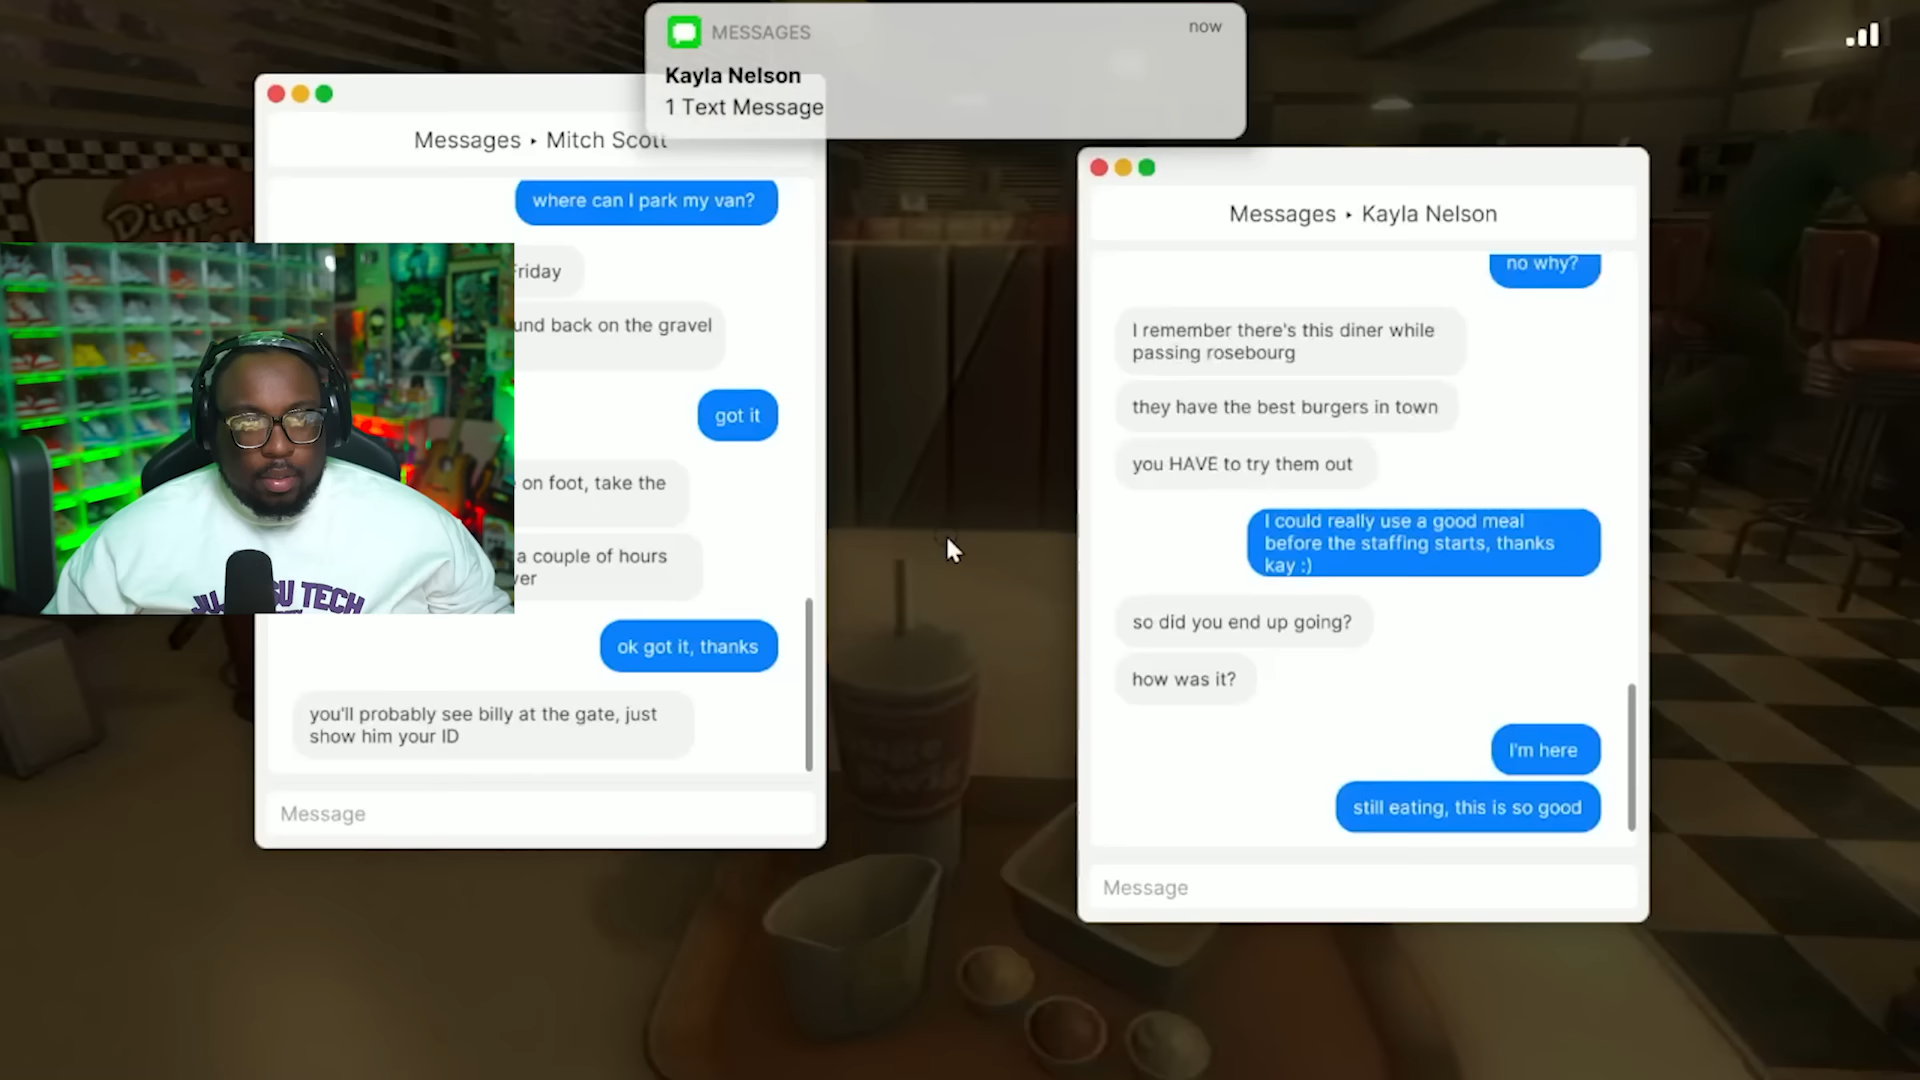 MESSAGES
now
Kayla Nelson
1 Text Message
Messages ‣ Mitch Scott
where can I park my van?
Friday
und back on the gravel
got it
on foot, take the
a couple of hours
ver
ok got it, thanks
you'll probably see billy at the gate, just
show him your ID
Message
Messages ‣ Kayla Nelson
no why?
I remember there's this diner while
passing rosebourg
they have the best burgers in town
you HAVE to try them out
I could really use a good meal
before the staffing starts, thanks
kay :)
so did you end up going?
how was it?
I'm here
still eating, this is so good
Message
Diner
TECH